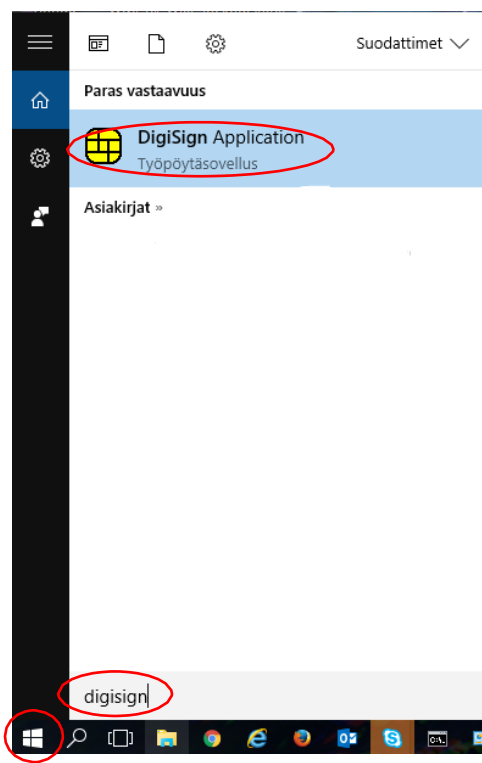 Suodattimet
Paras vastaavuus
DigiSign Application
Työpöytäsovellus
Asiakirjat »
digisign